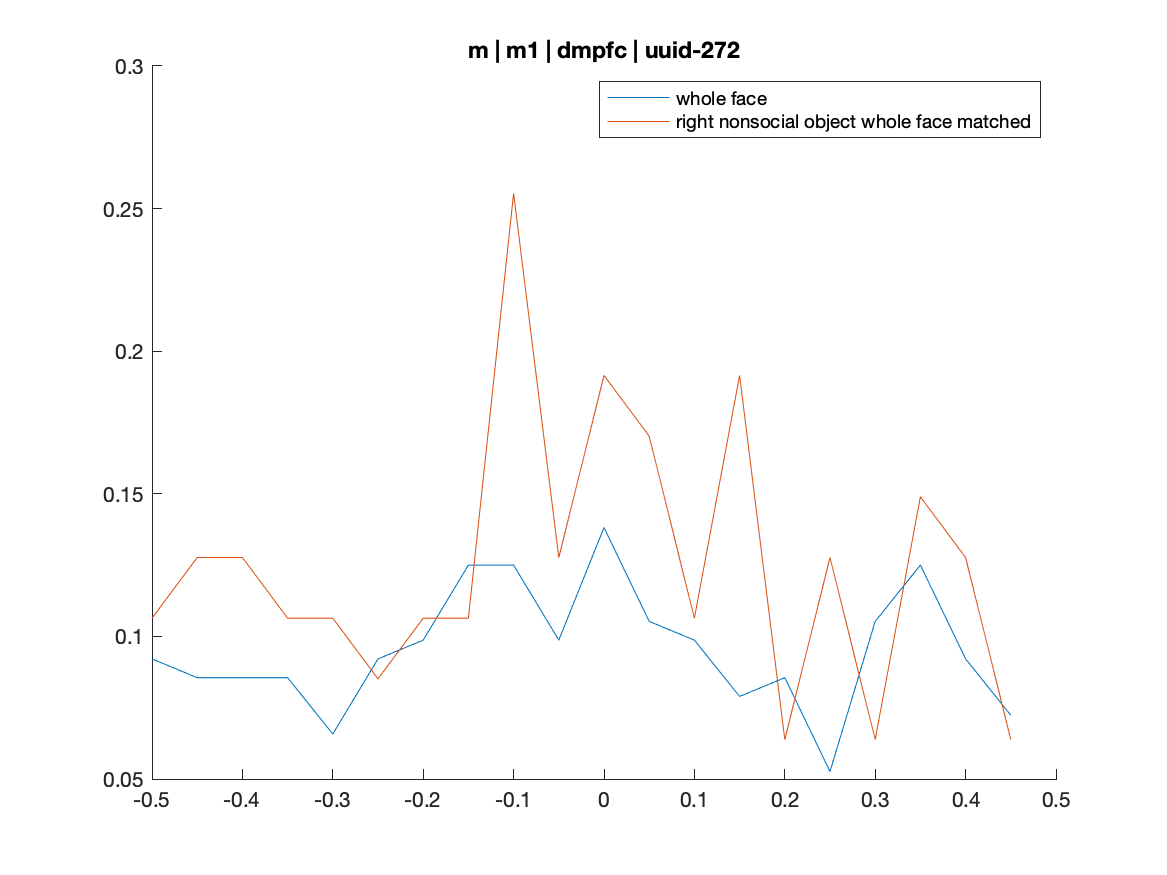 m | m1 | dmpfc | uuid-272
0.3
whole face
right nonsocial object whole face matched
0.25
0.2
0.15
0.1
0.05
-0.5 -0.4 -0.3 -0.2 -0.1 0 0.1 0.2 0.3 0.4 0.5